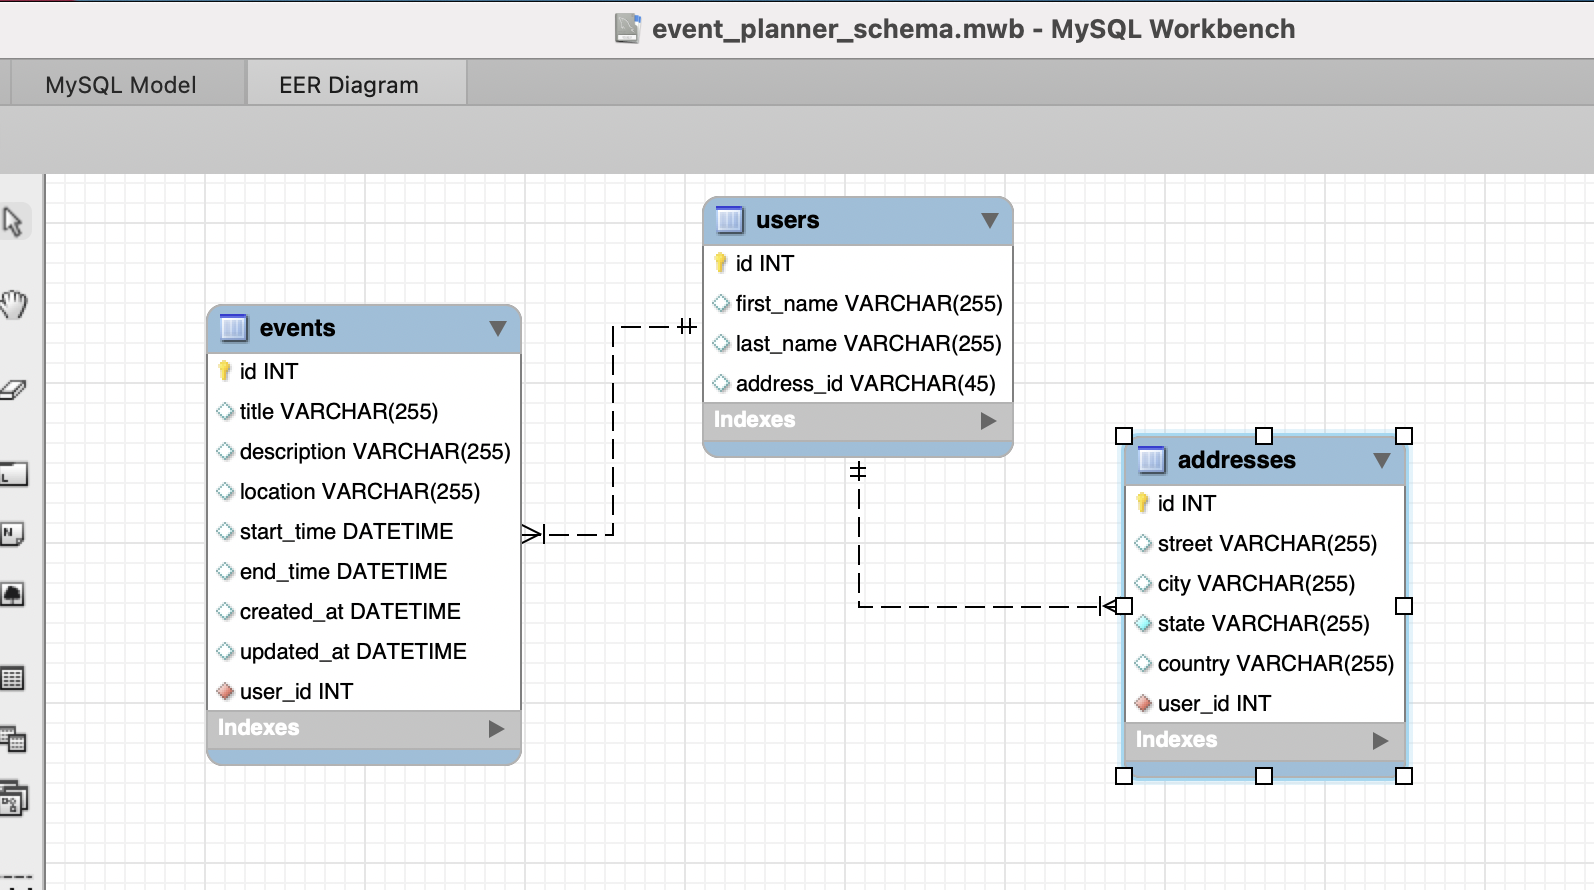 event_planner_schema.mwb - MySQL Workbench
MySQL Model
EER Diagram
users
id INT
first_name VARCHAR(255)
last_name VARCHAR(255)
address_id VARCHAR(45)
Indexes
events
id INT
title VARCHAR(255)
description VARCHAR(255)
location VARCHAR(255)
start_time DATETIME
end_time DATETIME
created_at DATETIME
updated_at DATETIME
user_id INT
Indexes
addresses
id INT
street VARCHAR(255)
city VARCHAR(255)
state VARCHAR(255)
country VARCHAR(255)
user_id INT
Indexes